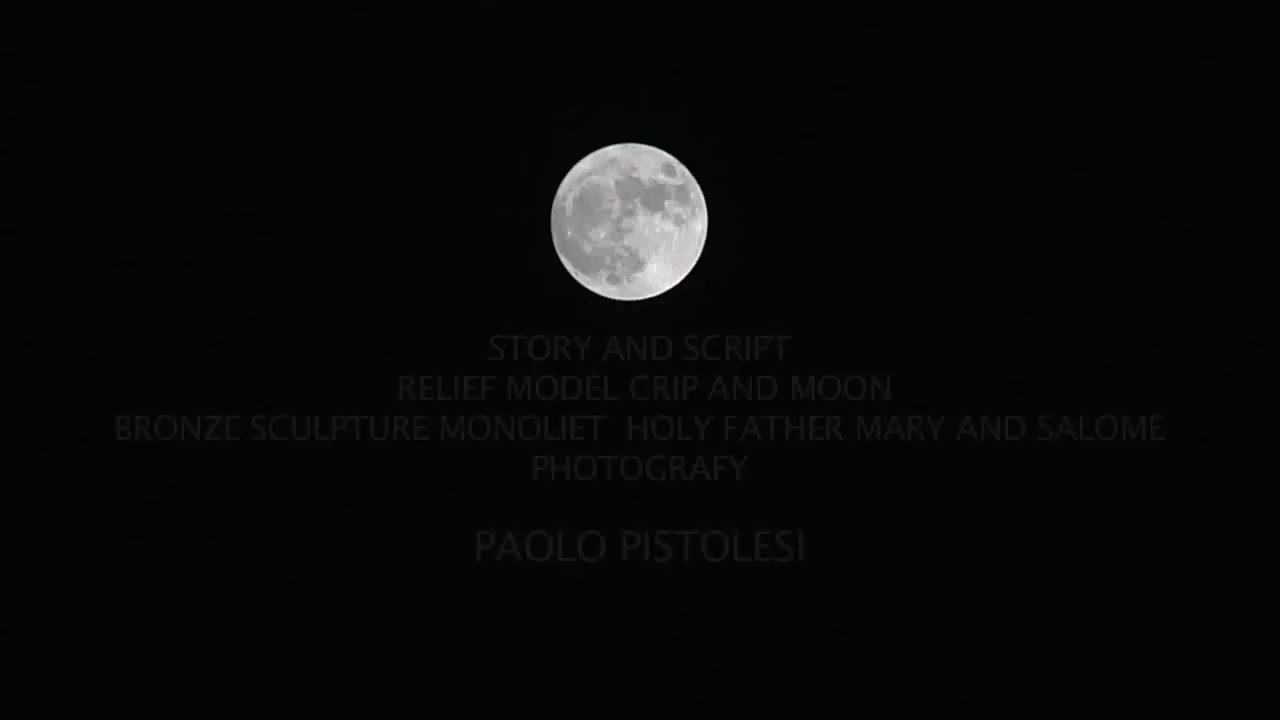 STORY AND SCRIPT
RELIEF MODEL CRIP AND MOON
BRONZE SCULPTURE MONOLIET HOLY FATHER MARY AND SALOME
PHOTOGRAFY
PAOLO PISTOLESI